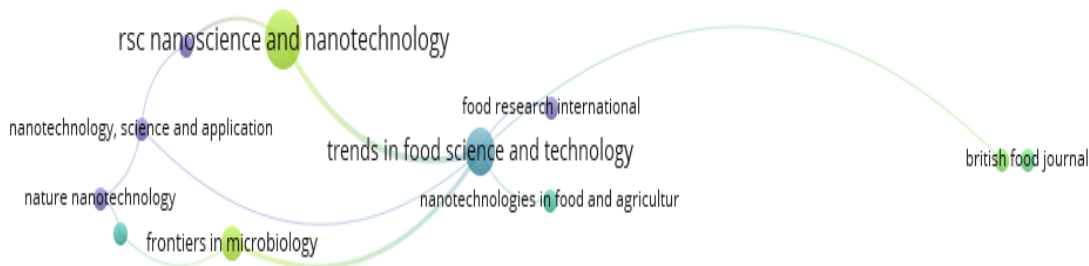 rsc nanoscience and nanotechnology
food research international
nanotechnology, science and application
trends in food science and technology
british food journal
nature nanotechnology
nanotechnologies in food and agricultur
frontiers in microbiology